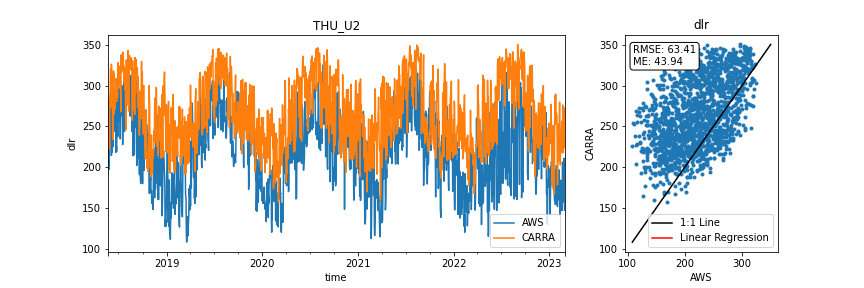 THU_U2
dlr
350
300
250
200
150
100
dlr
2019
2020
2021
2022
2023
time
AWS
CARRA
dlr
RMSE: 63.41
ME: 43.94
350
300
250
200
150
100
CARRA
100
200
300
AWS
1:1 Line
Linear Regression